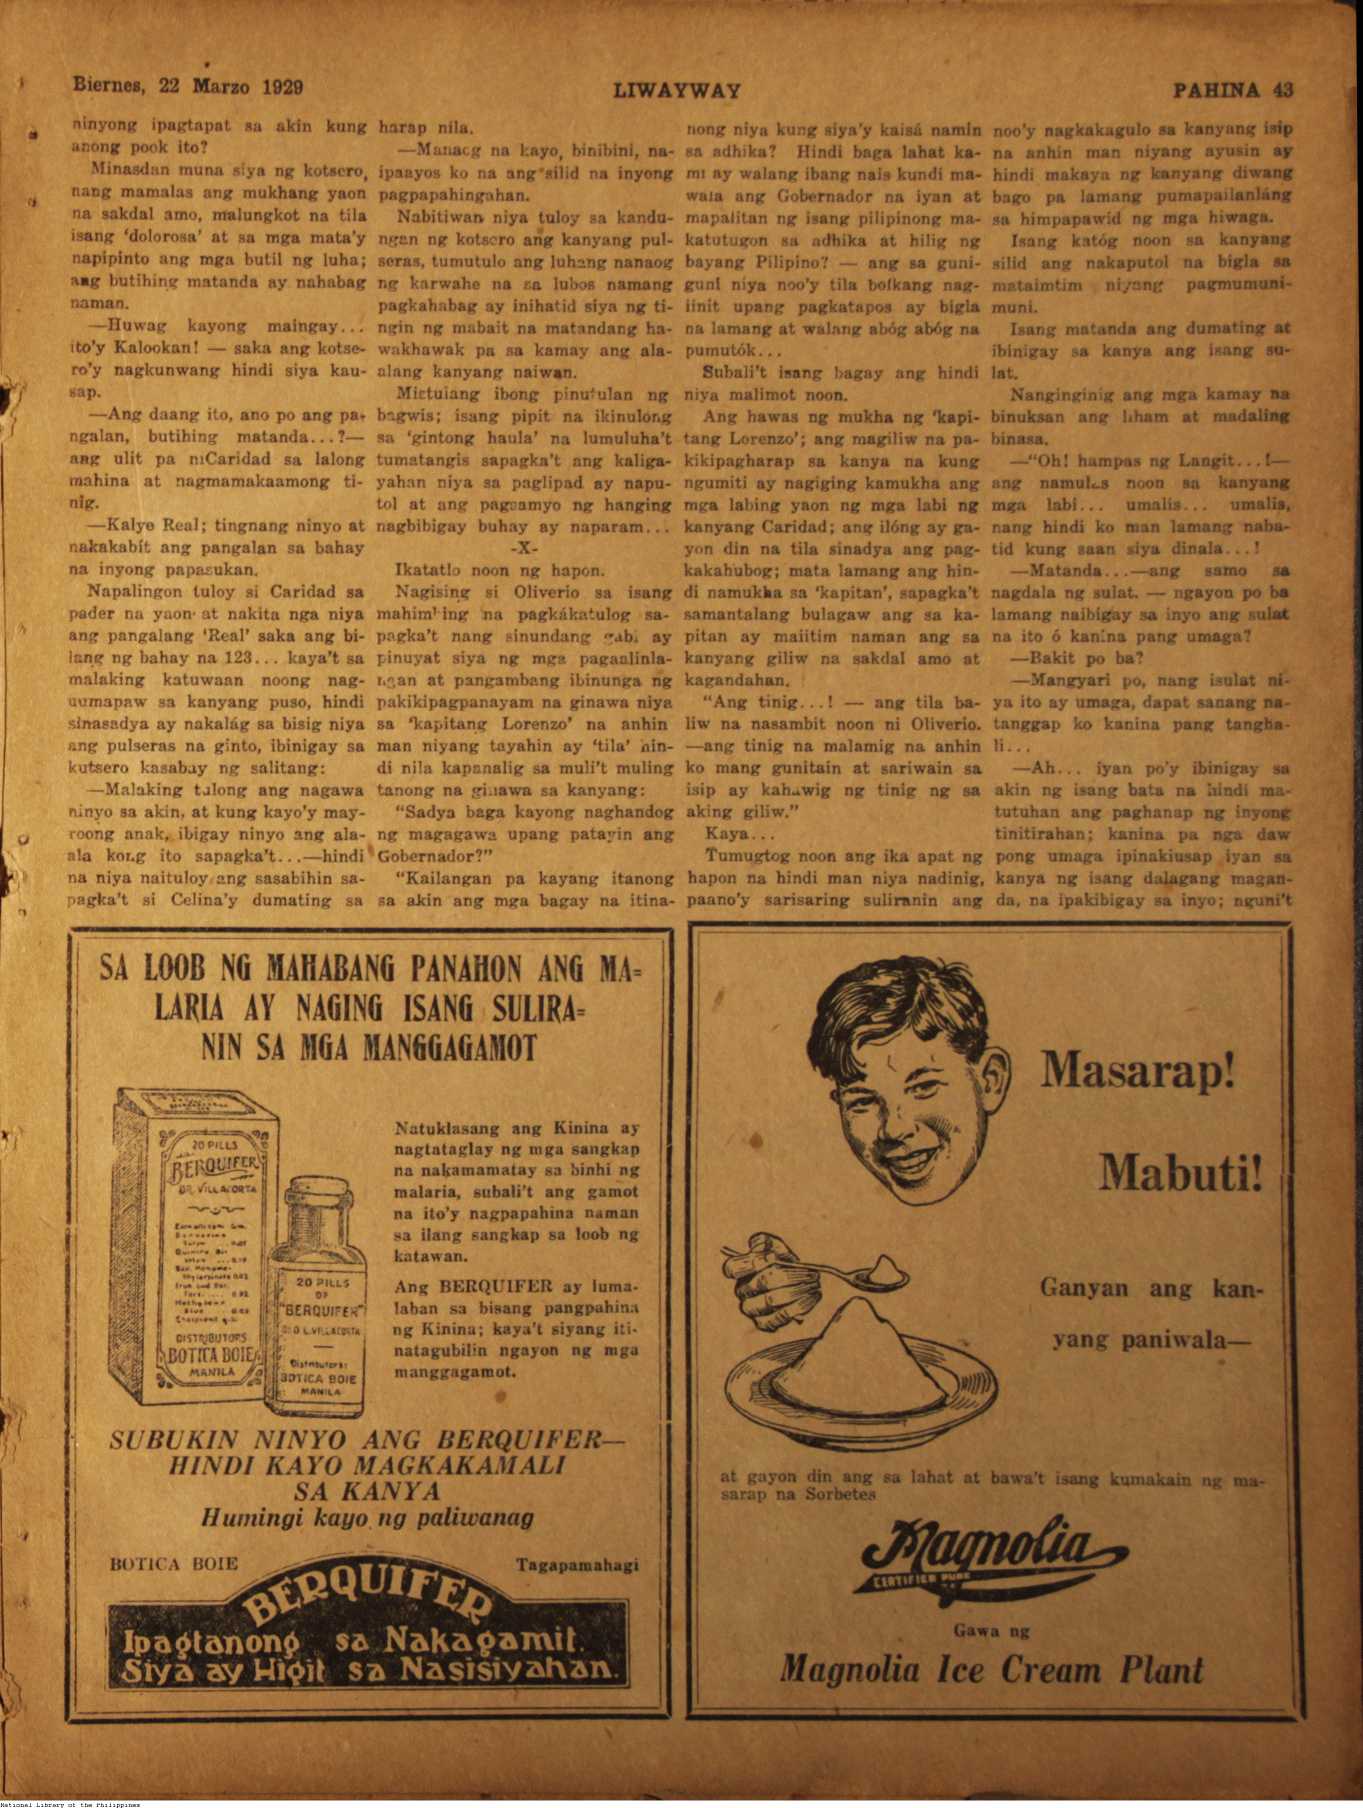 Biernes, 22 Marzo 1929
LIWAYWAY
PAHINA 43
ninyong ipagtapat sa akin kung
anong pook ito?
Minasdan muna siya ng kotsero,
nang mamalas ang mukhang yaon
na sakdal amo, malungkot na tila
isang ‘dolorosa’ at sa mga mata’y
napipinto ang mga butil ng luha;
ang butihing matanda ay nahabag
naman.
—Huwag kayong maingay...
ito’y Kalookan! — saka ang kotse-
ro’y nagkunwang hindi siya kau-
sap.
—Ang daang ito, ano po ang pa-
ngalan, butihing matanda...?—
ang ulit pa niCaridad sa lalong
mahina at nagmamakaamong ti-
nig.
—Kalye Real; tingnang ninyo at
nakakabít ang pangalan sa bahay
na inyong papasukan.
Napalingon tuloy si Caridad sa
pader na yaon at nakita nga niya
ang pangalang ‘Real’ saka ang bi-
lang ng bahay na 123... kaya’t sa
malaking katuwaan noong nag-
uumapaw sa kanyang puso, hindi
sinasadya ay nakalág sa bisig niya
ang pulseras na ginto, ibinigay sa
kutsero kasabay ng salitang:
—Malaking tulong ang nagawa
ninyo sa akin, at kung kayo’y may-
roong anak, ibigay ninyo ang ala-
ala kong ito sapagka’t...—hindi
na niya naituloy ang sasabihin sa-
pagka’t si Celina’y dumating sa
harap nila.
—Manaog na kayo, binibini, na-
ipaayos ko na ang silid na inyong
pagpapahingahan.
Nabitiwan niya tuloy sa kandu-
ngan ng kotsero ang kanyang pul-
seras, tumutulo ang luhang nanaog
ng karwahe na sa lubos namang
pagkahabag ay inihatid siya ng ti-
ngin ng mabait na matandang ha-
wakhawak pa sa kamay ang ala-
alang kanyang naiwan.
Mistulang ibong pinutulan ng
bagwis; isang pipit na ikinulong
sa ‘gintong haula’ na lumuluha’t
tumatangis sapagka’t ang kaliga-
yahan niya sa paglipad ay napu-
tol at ang pagsamyo ng hanging
nagbibigay buhay ay naparam...
-X-
Ikatatlo noon ng hapon.
Nagising si Oliverio sa isang
mahimbing na pagkákatulog sa-
pagka’t nang sinundang gabi ay
pinuyat siya ng mga pagaalinla-
ngan at pangambang ibinunga ng
pakikipagpanayam na ginawa niya
sa ‘kapitang Lorenzo’ na anhin
man niyang tayahin ay ‘tila’ hin-
di nila kapanalig sa muli’t muling
tanong na ginawa sa kanyang:
“Sadya baga kayong naghandog
ng magagawa upang patayin ang
Gobernador?”
“Kailangan pa kayang itanong
sa akin ang mga bagay na itina-
nong niya kung siya’y kaisá namin
sa adhika? Hindi baga lahat ka-
mi ay walang ibang nais kundi ma-
wala ang Gobernador na iyan at
mapalitan ng isang pilipinong ma-
katutugon sa adhika at hilig ng
bayang Pilipino? — ang sa guni-
guni niya noo’y tila bolkang nag-
iinit upang pagkatapos ay bigla
na lamang at walang abóg abóg na
pumutók...
Subali’t isang bagay ang hindi
niya malimot noon.
Ang hawas ng mukha ng ‘kapi-
tang Lorenzo’; ang magiliw na pa-
kikipagharap sa kanya na kung
ngumiti ay nagiging kamukha ang
mga labing yaon ng mga labi ng
kanyang Caridad; ang ilóng ay ga-
yon din na tila sinadya ang pag-
kakahubog; mata lamang ang hin-
di namukha sa ‘kapitan’, sapagka’t
samantalang bulagaw ang sa ka-
pitan ay maiitim naman ang sa
kanyang giliw na sakdal amo at
kagandahan.
“Ang tinig...! — ang tila ba-
liw na nasambit noon ni Oliverio.
—ang tinig na malamig na anhin
ko mang gunitain at sariwain sa
isip ay kahawig ng tinig ng sa
aking giliw.”
Kaya...
Tumugtog noon ang ika apat ng
hapon na hindi man niya nadinig,
paano’y sarisaring suliranin ang
noo’y nagkakagulo sa kanyang isip
na anhin man niyang ayusin ay
hindi makaya ng kanyang diwang
bago pa lamang pumapailanláng
sa himpapawid ng mga hiwaga.
Isang katóg noon sa kanyang
silid ang nakaputol na bigla sa
mataimtim niyang pagmumuni-
muni.
Isang matanda ang dumating at
ibinigay sa kanya ang isang su-
lat.
Nanginginig ang mga kamay na
binuksan ang liham at madaling
binasa.
—“Oh! hampas ng Langit...!—
ang namulas noon sa kanyang
mga labi... umalis... umalis,
nang hindi ko man lamang naba-
tid kung saan siya dinala...!
—Matanda...—ang samo sa
nagdala ng sulat. — ngayon po ba
lamang naibigay sa inyo ang sulat
na ito ó kanina pang umaga?
—Bakit po ba?
—Mangyari po, nang isulat ni-
ya ito ay umaga, dapat sanang na-
tanggap ko kanina pang tangha-
li...
—Ah... iyan po’y ibinigay sa
akin ng isang bata na hindi ma-
tutuhan ang paghanap ng inyong
tinitirahan; kanina pa nga daw
pong umaga ipinakiusap iyan sa
kanya ng isang dalagang magan-
da, na ipakibigay sa inyo; nguni’t
SA LOOB NG MAHABANG PANAHON ANG MA=
LARIA AY NAGING ISANG SULIRA=
NIN SA MGA MANGGAGAMOT
20 PILLS
BERQUIFER
DR. VILLACORTA
DISTRIBUTORS
BOTICA BOIE
MANILA
20 PILLS
OF
"BERQUIFER"
L. VILLACORTA
Distributors:
BOTICA BOIE
MANILA
Natuklasang ang Kinina ay
nagtataglay ng mga sangkap
na nakamamatay sa binhi ng
malaria, subali’t ang gamot
na ito’y nagpapahina naman
sa ilang sangkap sa loob ng
katawan.
Ang BERQUIFER ay luma-
laban sa bisang pangpahina
ng Kinina; kaya’t siyang iti-
natagubilin ngayon ng mga
manggagamot.
SUBUKIN NINYO ANG BERQUIFER—
HINDI KAYO MAGKAKAMALI
SA KANYA
Humingi kayo ng paliwanag
BOTICA BOIE
Tagapamahagi
BERQUIFER
Ipagtanong sa Nakagamit.
Siya ay Higit sa Nasisiyahan.
Masarap!
Mabuti!
Ganyan ang kan-
yang paniwala—
at gayon din ang sa lahat at bawa’t isang kumakain ng ma-
sarap na Sorbetes
Magnolia
CERTIFIED PURE
Gawa ng
Magnolia Ice Cream Plant
National Library of the Philippines